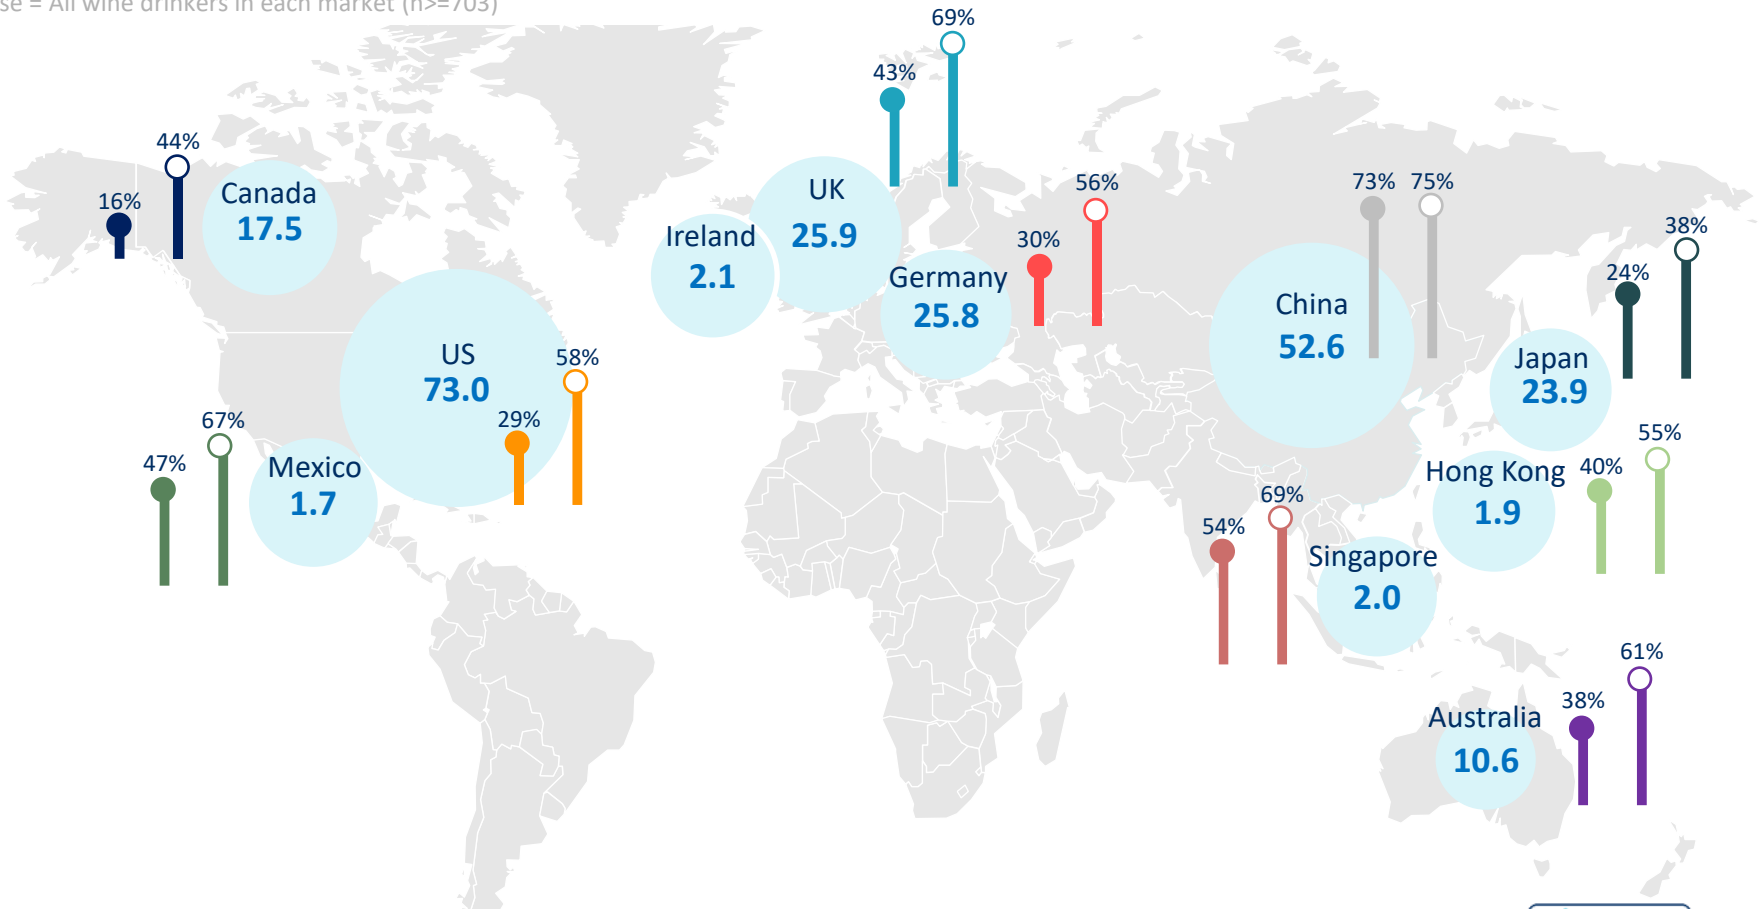 se = All wine drinkers in each market (n>=703)
69%
43%
44%
16%
Canada
17.5
UK
25.9
Ireland
2.1
Germany
25.8
56%
30%
73% 75%
China
52.6
38%
24%
Japan
23.9
US
73.0
58%
29%
67%
47%
Mexico
1.7
55%
40%
Hong Kong
1.9
69%
54%
Singapore
2.0
61%
38%
Australia
10.6